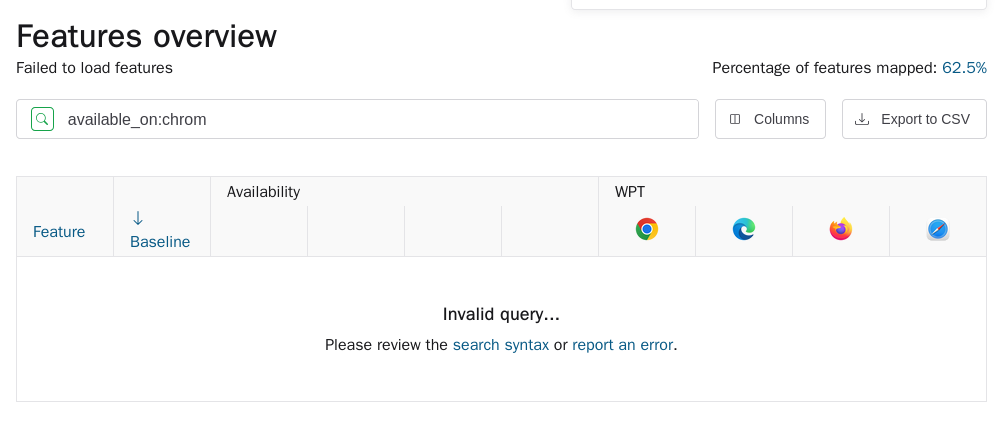 Features overview
Failed to load features
Percentage of features mapped: 62.5%
available_on:chrom
Columns
Export to CSV
Availability
WPT
Feature
Baseline
Invalid query...
Please review the search syntax or report an error.